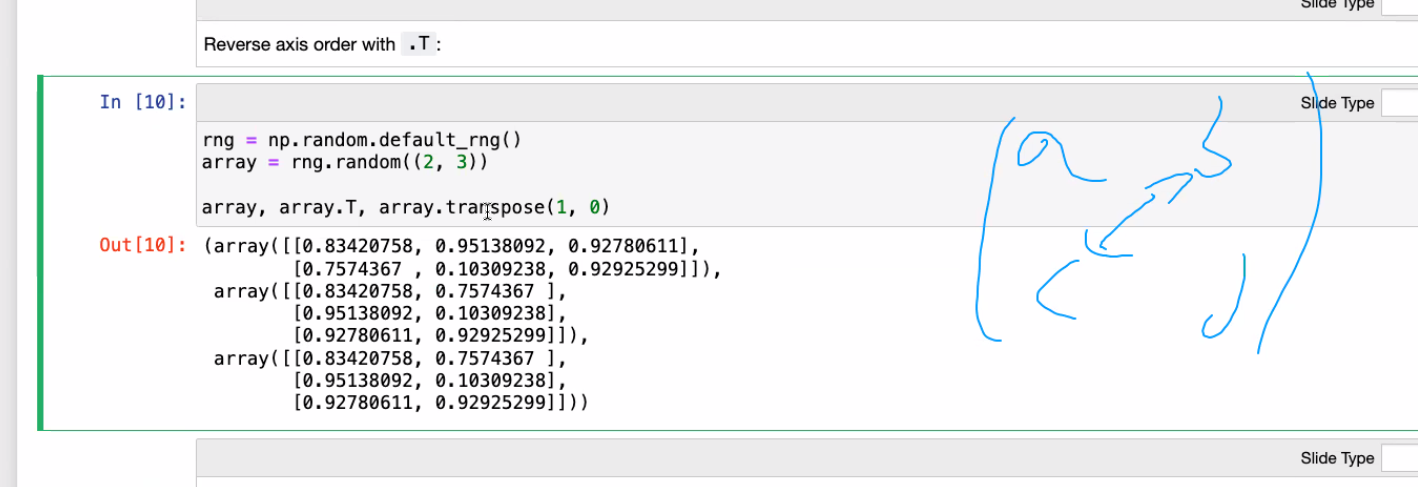 Slide Type
Reverse axis order with .T :
In [10]:
Slide Type
rng = np.random.default_rng()
array = rng.random((2, 3))
array, array.T, array.transpose(1, 0)
Out[10]: (array([[0.83420758, 0.95138092, 0.92780611],
[0.7574367 , 0.10309238, 0.92925299]]),
array([[0.83420758, 0.7574367 ],
[0.95138092, 0.10309238],
[0.92780611, 0.92925299]]),
array([[0.83420758, 0.7574367 ],
[0.95138092, 0.10309238],
[0.92780611, 0.92925299]]))
Slide Type